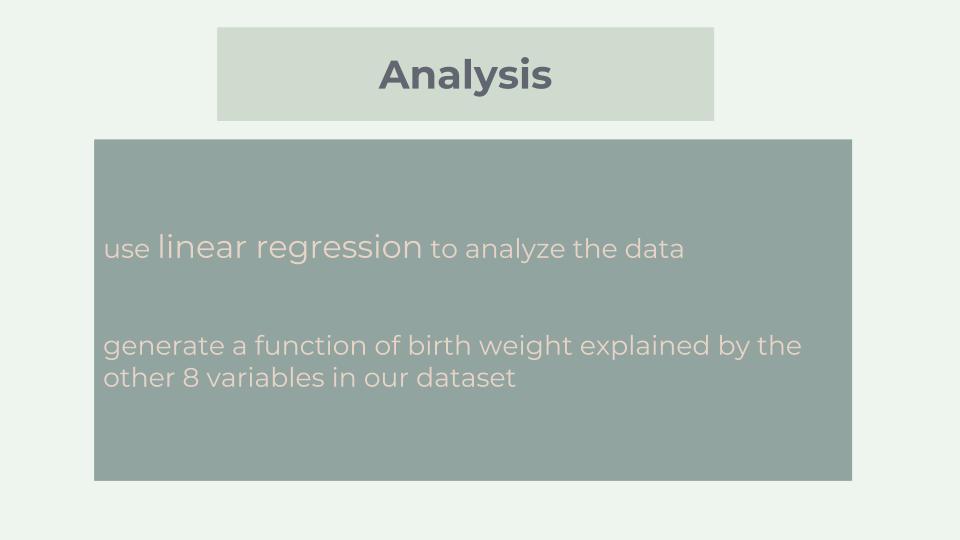 Analysis
use linear regression to analyze the data
generate a function of birth weight explained by the
other 8 variables in our dataset